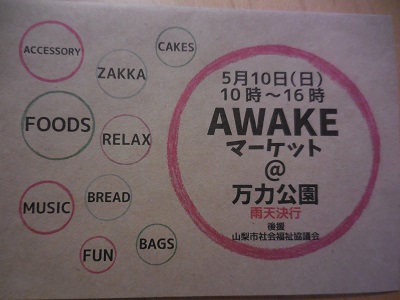 ACCESSORY
CAKES
ZAKKA
FOODS
RELAX
MUSIC
BREAD
FUN
BAGS
5月10日(日)
10時～16時
AWAKE
マーケット
@
万力公園
雨天決行
後援
山梨市社会福祉協議会